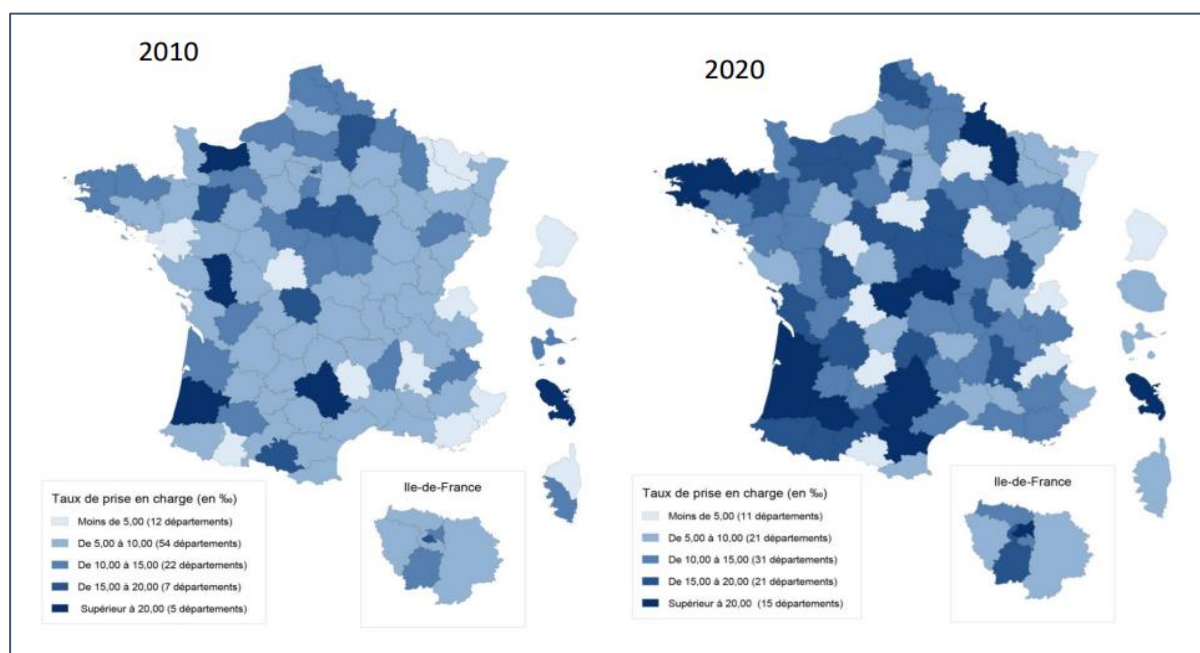 2010
2020
Taux de prise en charge (en ‰)
Moins de 5,00 (12 départements)
De 5,00 à 10,00 (54 départements)
De 10,00 à 15,00 (22 départements)
De 15,00 à 20,00 (7 départements)
Supérieur à 20,00 (5 départements)
Ile-de-France
Taux de prise en charge (en ‰)
Moins de 5,00 (11 départements)
De 5,00 à 10,00 (21 départements)
De 10,00 à 15,00 (31 départements)
De 15,00 à 20,00 (21 départements)
Supérieur à 20,00 (15 départements)
Ile-de-France